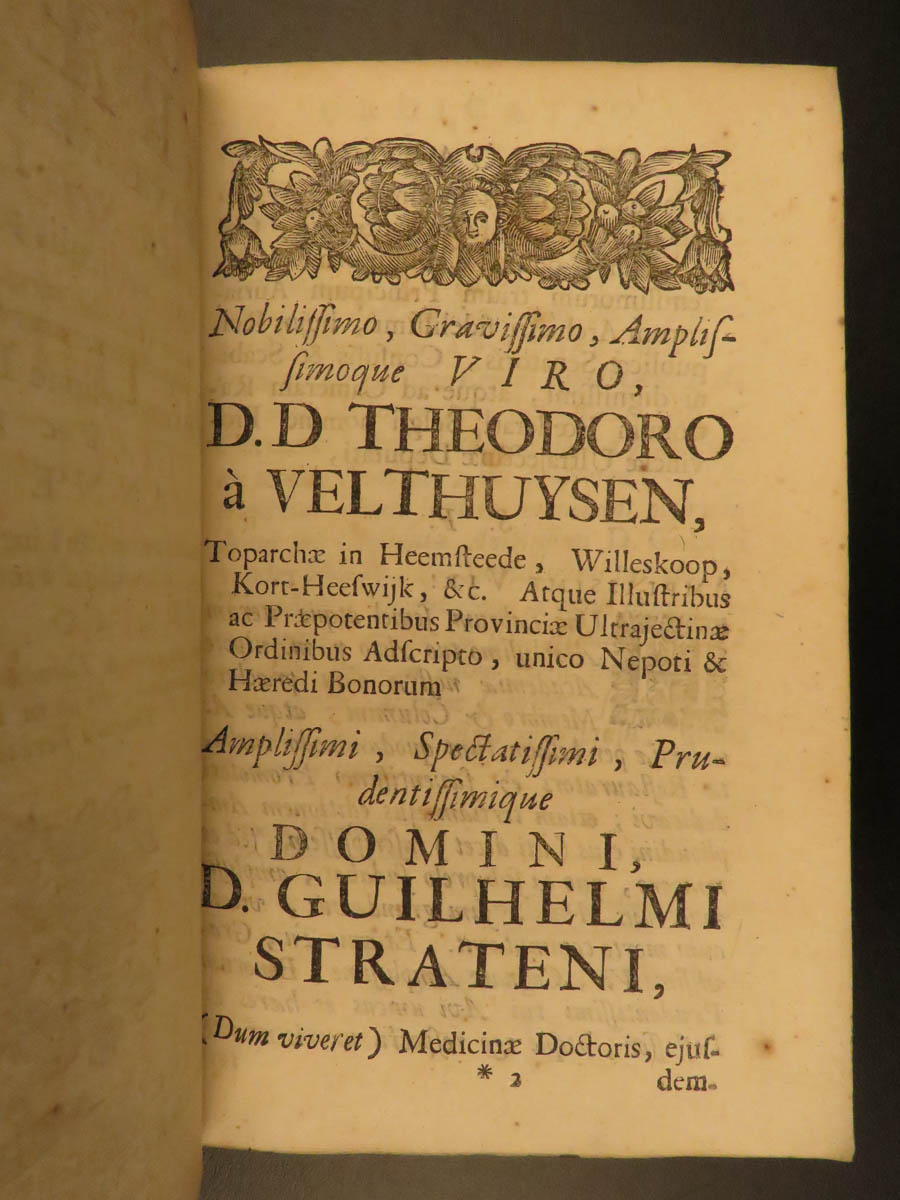 Nobiliſſimo, Graviſſimo, Ampliſ-
ſimoque VIRO,
D.D THEODORO
à VELTHUYSEN,
Toparchæ in Heemſteede, Willeskoop,
Kort-Heeſwijk, &c. Atque Illuſtribus
ac Præpotentibus Provinciæ Ultrajectinæ
Ordinibus Adſcripto, unico Nepoti &
Hæredi Bonorum
Ampliſſimi, Spectatiſſimi, Pru-
dentiſſimique
DOMINI,
D. GUILHELMI
STRATENI,
(Dum viveret) Medicinæ Doctoris, ejuſ-
* 2 dem.